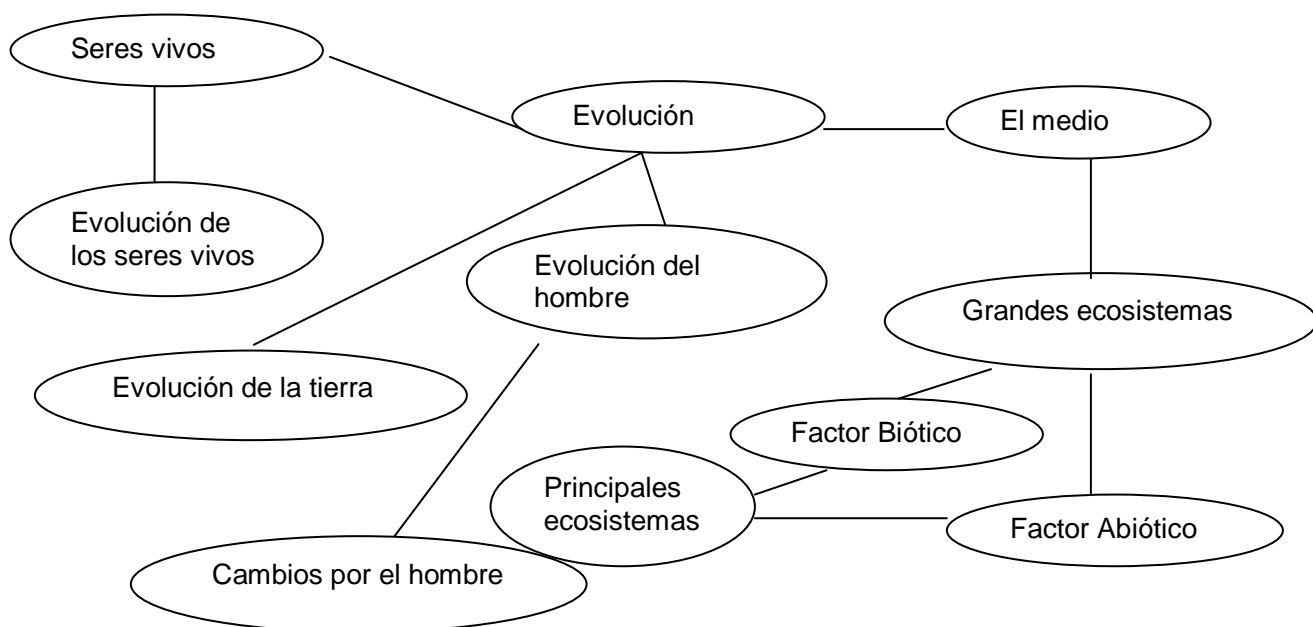 Seres vivos
Evolución
El medio
Evolución de
los seres vivos
Evolución del
hombre
Grandes ecosistemas
Evolución de la tierra
Factor Biótico
Principales
ecosistemas
Factor Abiótico
Cambios por el hombre